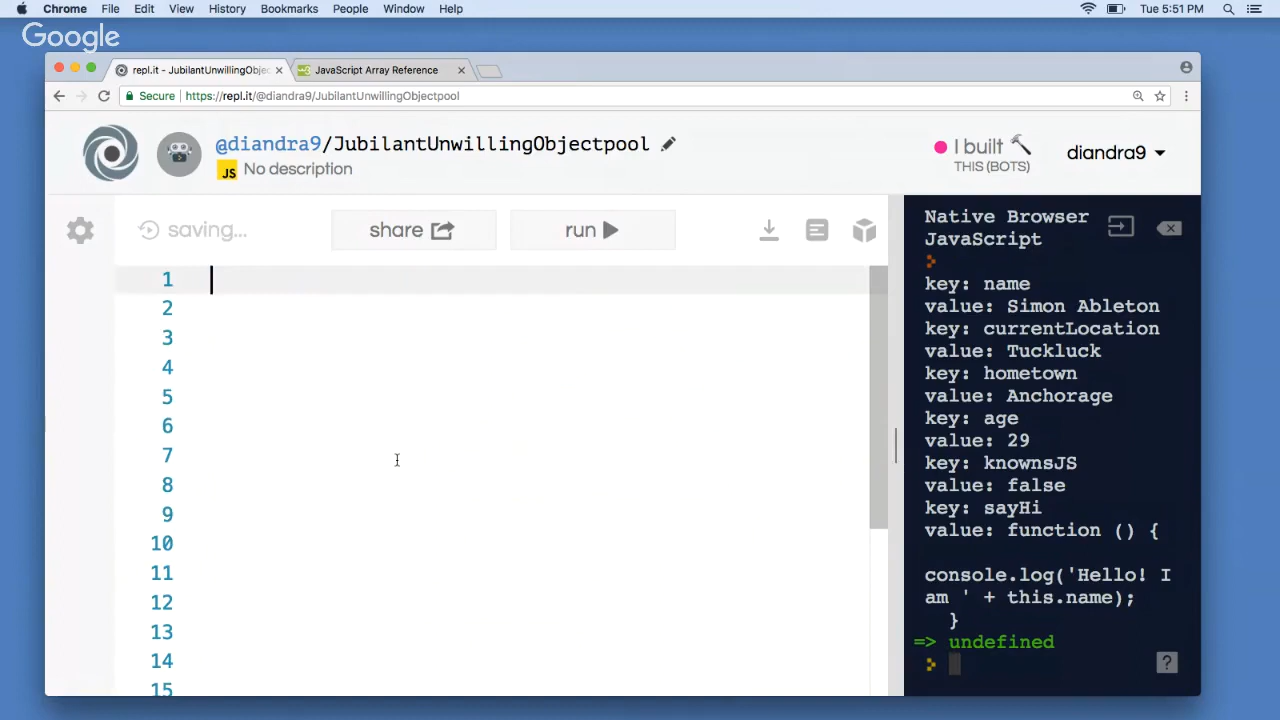 Chrome File Edit View History Bookmarks People Window Help Tue 5:51 PM
Google
repl.it - JubilantUnwillingObjec
JavaScript Array Reference
Secure https://repl.it/@diandra9/JubilantUnwillingObjectpool
@diandra9/JubilantUnwillingObjectpool
JS No description
I built
THIS (BOTS)
diandra9
saving...
share
run
1
2
3
4
5
6
7
8
9
10
11
12
13
14
15
Native Browser
JavaScript
key: name
value: Simon Ableton
key: currentLocation
value: Tuckluck
key: hometown
value: Anchorage
key: age
value: 29
key: knownsJS
value: false
key: sayHi
value: function () {
console.log('Hello! I
am ' + this.name);
}
=> undefined
?